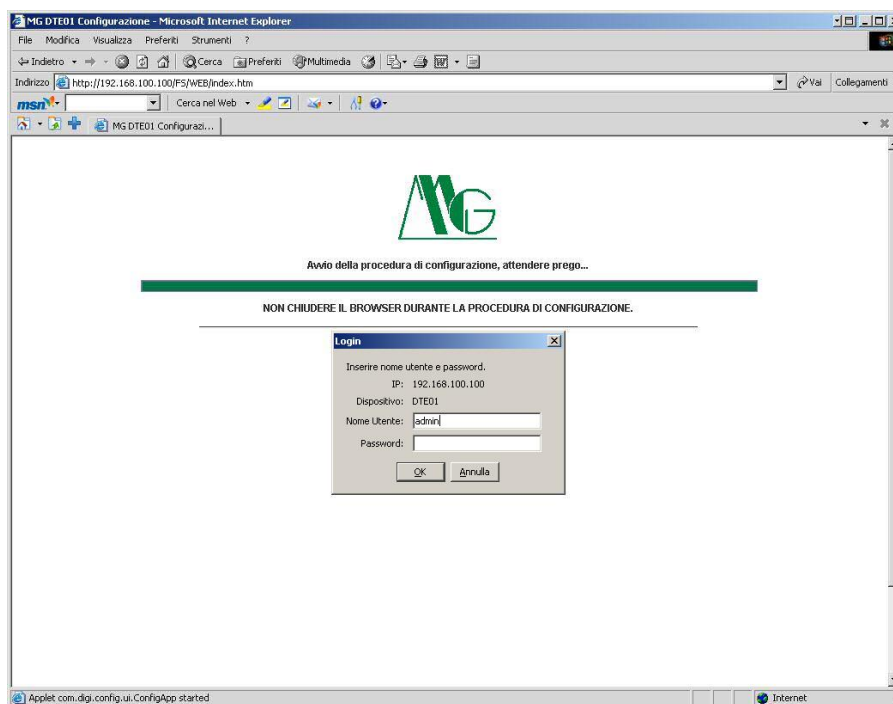 MG DTE01 Configurazione - Microsoft Internet Explorer
File Modifica Visualizza Preferiti Strumenti ?
Indietro Cerca Preferiti Multimedia
Indirizzo http://192.168.100.100/FS/WEB/index.htm Vai Collegamenti
msn Cerca nel Web
MG DTE01 Configurazi...
MG
Avvio della procedura di configurazione, attendere prego...
NON CHIUDERE IL BROWSER DURANTE LA PROCEDURA DI CONFIGURAZIONE.
Login
Inserire nome utente e password.
IP: 192.168.100.100
Dispositivo: DTE01
Nome Utente: admin
Password:
OK Annulla
Applet com.digi.config.ui.ConfigApp started Internet